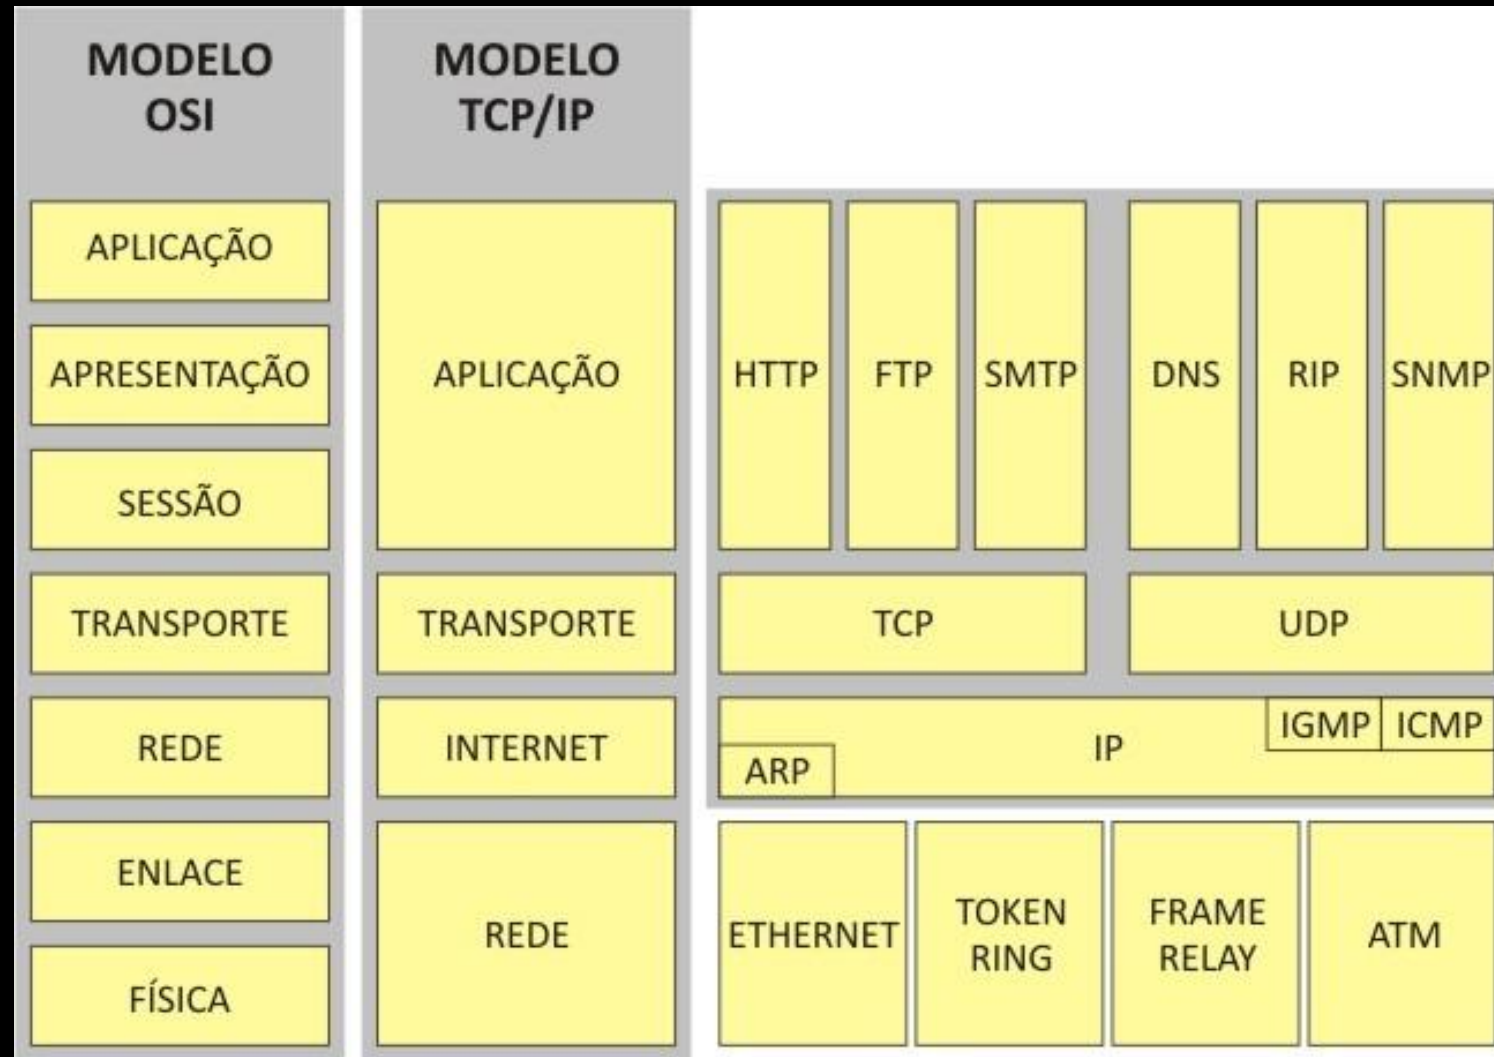 MODELO
OSI
MODELO
TCP/IP
APLICAÇÃO
APRESENTAÇÃO
SESSÃO
TRANSPORTE
REDE
ENLACE
FÍSICA
APLICAÇÃO
TRANSPORTE
INTERNET
REDE
HTTP
FTP
SMTP
DNS
RIP
SNMP
TCP
UDP
IP
IGMP
ICMP
ARP
ETHERNET
TOKEN
RING
FRAME
RELAY
ATM